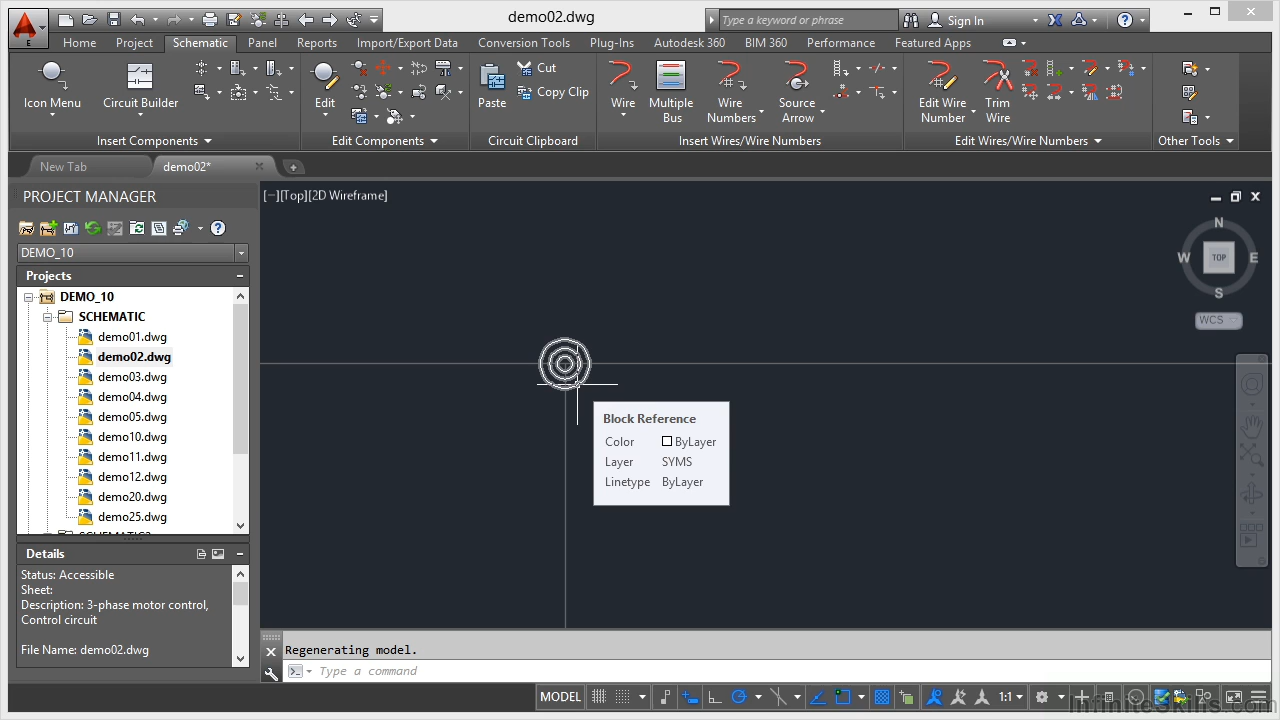 demo02.dwg
Type a keyword or phrase
Sign In
E
Home Project Schematic Panel Reports Import/Export Data Conversion Tools Plug-Ins Autodesk 360 BIM 360 Performance Featured Apps
Icon Menu
Circuit Builder
Insert Components
Edit
Edit Components
Paste
Cut
Copy Clip
Circuit Clipboard
Wire
Multiple
Bus
Wire
Numbers
Source
Arrow
Insert Wires/Wire Numbers
Edit Wire
Number
Trim
Wire
Edit Wires/Wire Numbers
Other Tools
New Tab
demo02*
PROJECT MANAGER
DEMO_10
Projects
DEMO_10
SCHEMATIC
demo01.dwg
demo02.dwg
demo03.dwg
demo04.dwg
demo05.dwg
demo10.dwg
demo11.dwg
demo12.dwg
demo20.dwg
demo25.dwg
SCHEMATIC2
Details
Status: Accessible
Sheet:
Description: 3-phase motor control,
Control circuit
File Name: demo02.dwg
[−][Top][2D Wireframe]
N
W TOP E
S
WCS
Block Reference
Color ByLayer
Layer SYMS
Linetype ByLayer
Regenerating model.
Type a command
MODEL
1:1
InfiniteSkills.com